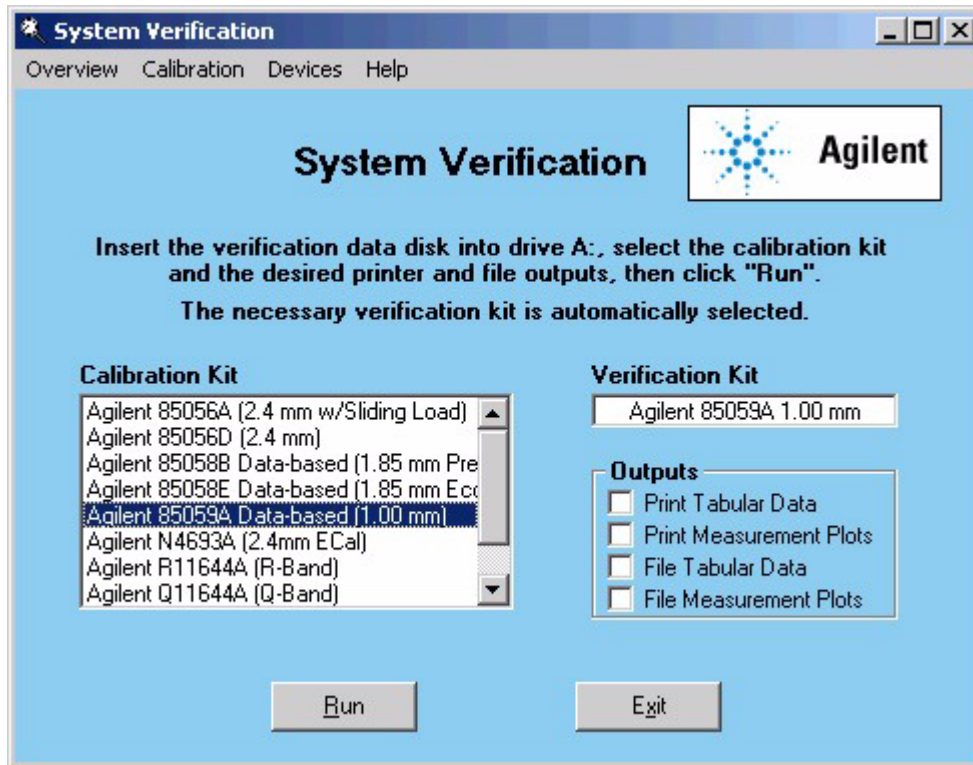 System Verification
Overview Calibration Devices Help
System Verification
Agilent
Insert the verification data disk into drive A:, select the calibration kit
and the desired printer and file outputs, then click "Run".
The necessary verification kit is automatically selected.
Calibration Kit
Agilent 85056A (2.4 mm w/Sliding Load)
Agilent 85056D (2.4 mm)
Agilent 85058B Data-based (1.85 mm Pre
Agilent 85058E Data-based (1.85 mm Eco
Agilent 85059A Data-based (1.00 mm)
Agilent N4693A (2.4mm ECal)
Agilent R11644A (R-Band)
Agilent Q11644A (Q-Band)
Verification Kit
Agilent 85059A 1.00 mm
Outputs
Print Tabular Data
Print Measurement Plots
File Tabular Data
File Measurement Plots
Run
Exit